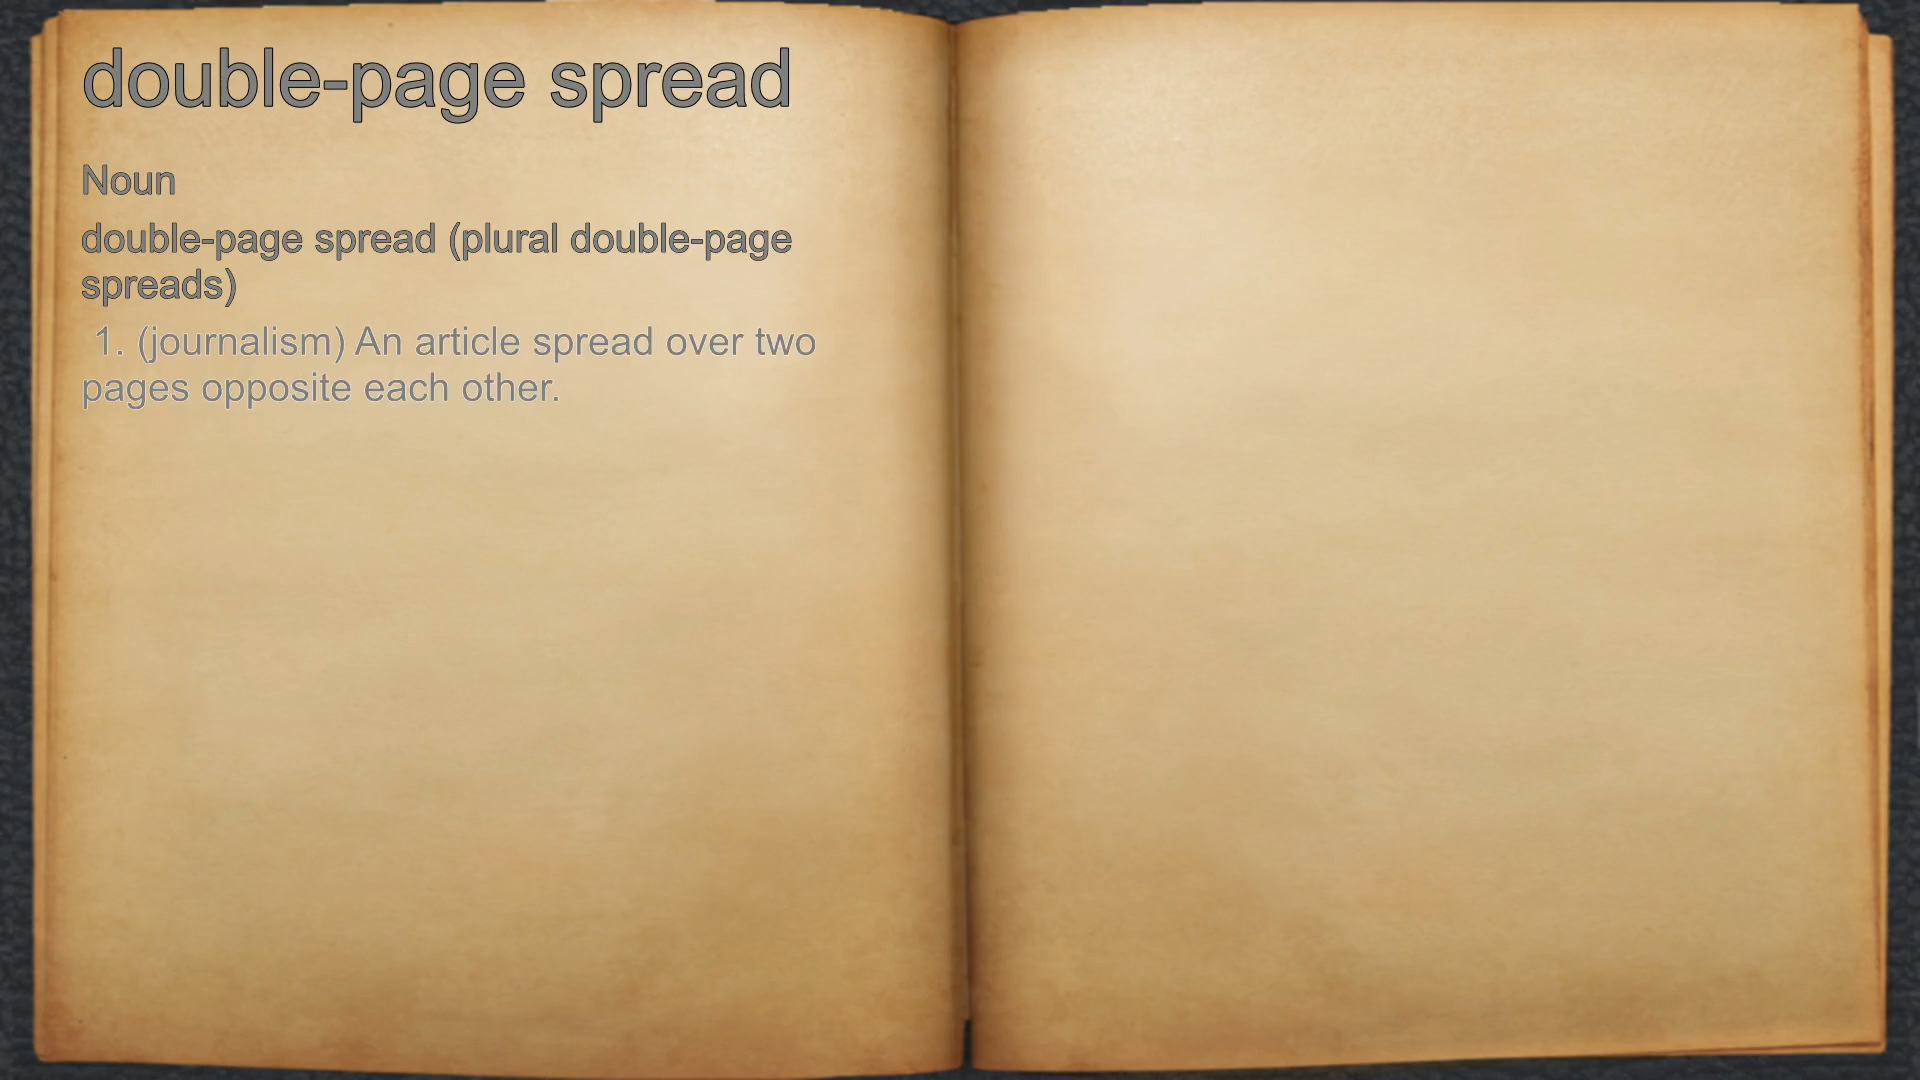 double-page spread
Noun
double-page spread (plural double-page
spreads)
1. (journalism) An article spread over two
pages opposite each other.